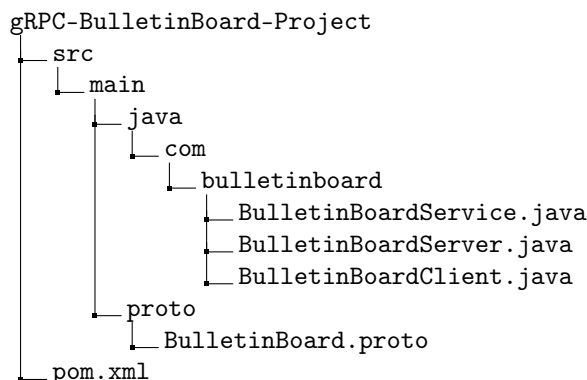 gRPC-BulletinBoard-Project
src
main
java
com
bulletinboard
BulletinBoardService.java
BulletinBoardServer.java
BulletinBoardClient.java
proto
BulletinBoard.proto
pom.xml